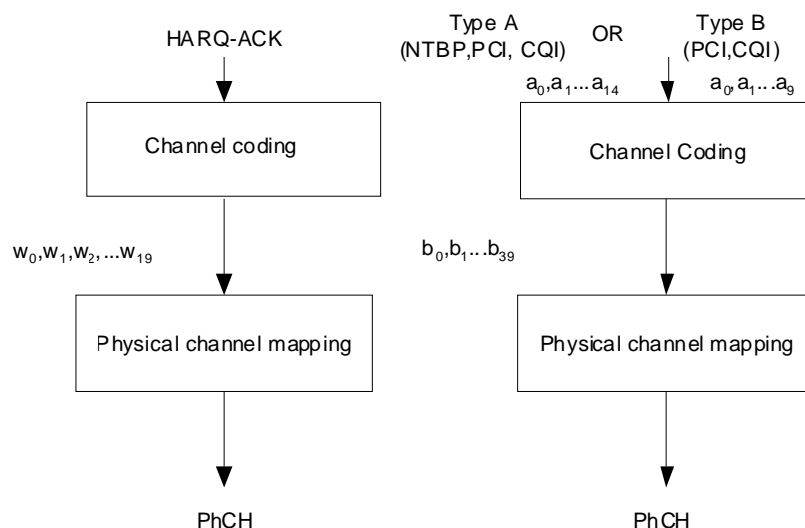 HARQ-ACK
Channel coding
w0,w1,w2,...w19
Physical channel mapping
PhCH
Type A
(NTBP,PCI, CQI)
OR
Type B
(PCI,CQI)
a0,a1...a14
a0,a1...a9
Channel Coding
b0,b1...b39
Physical channel mapping
PhCH